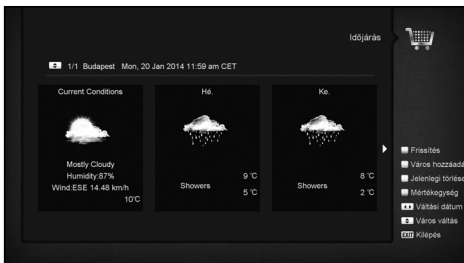 Időjárás
1/1 Budapest Mon, 20 Jan 2014 11:59 am CET
Current Conditions
Mostly Cloudy
Humidity:87%
Wind:ESE 14.48 km/h
10℃
Hé.
Showers
9 ℃
5 ℃
Ke.
Showers
8 ℃
2 ℃
Frissítés
Város hozzáadá
Jelenlegi törlése
Mértékegység
Váltási dátum
Város váltás
EXIT Kilépés